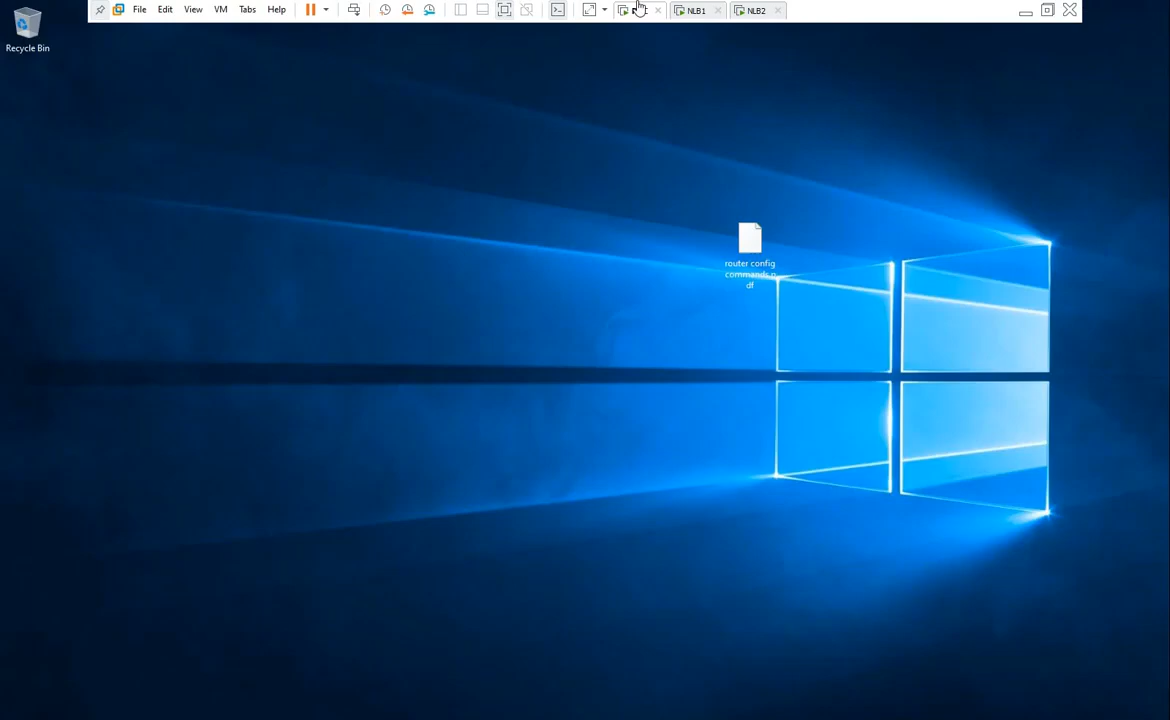 File Edit View VM Tabs Help
NLB1
NLB2
Recycle Bin
router config
commands.p
df